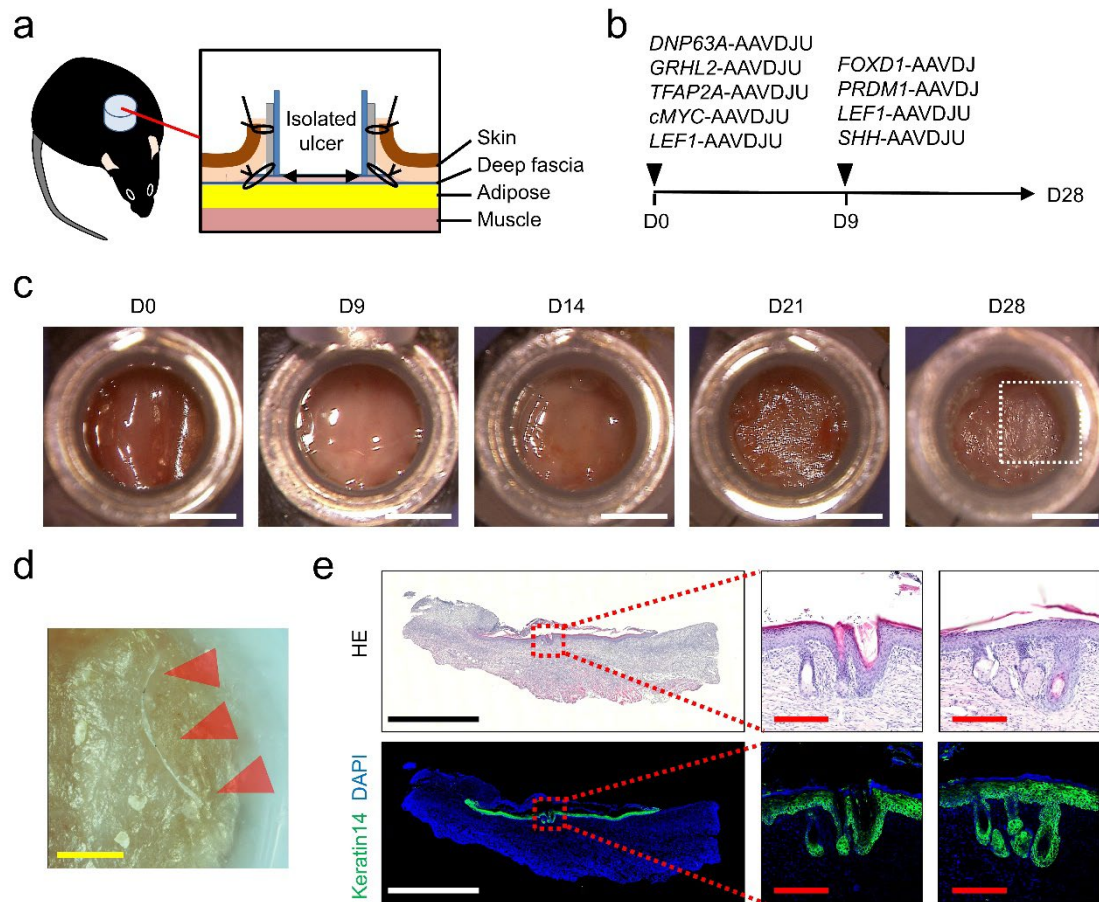 a
Isolated
ulcer
Skin
Deep fascia
Adipose
Muscle
b
DNP63A-AAVDJU
GRHL2-AAVDJU
TFAP2A-AAVDJU
cMYC-AAVDJU
LEF1-AAVDJU
FOXD1-AAVDJ
PRDM1-AAVDJ
LEF1-AAVDJU
SHH-AAVDJU
D0
D9
D28
c
D0
D9
D14
D21
D28
d
e
HE
Keratin14 DAPI